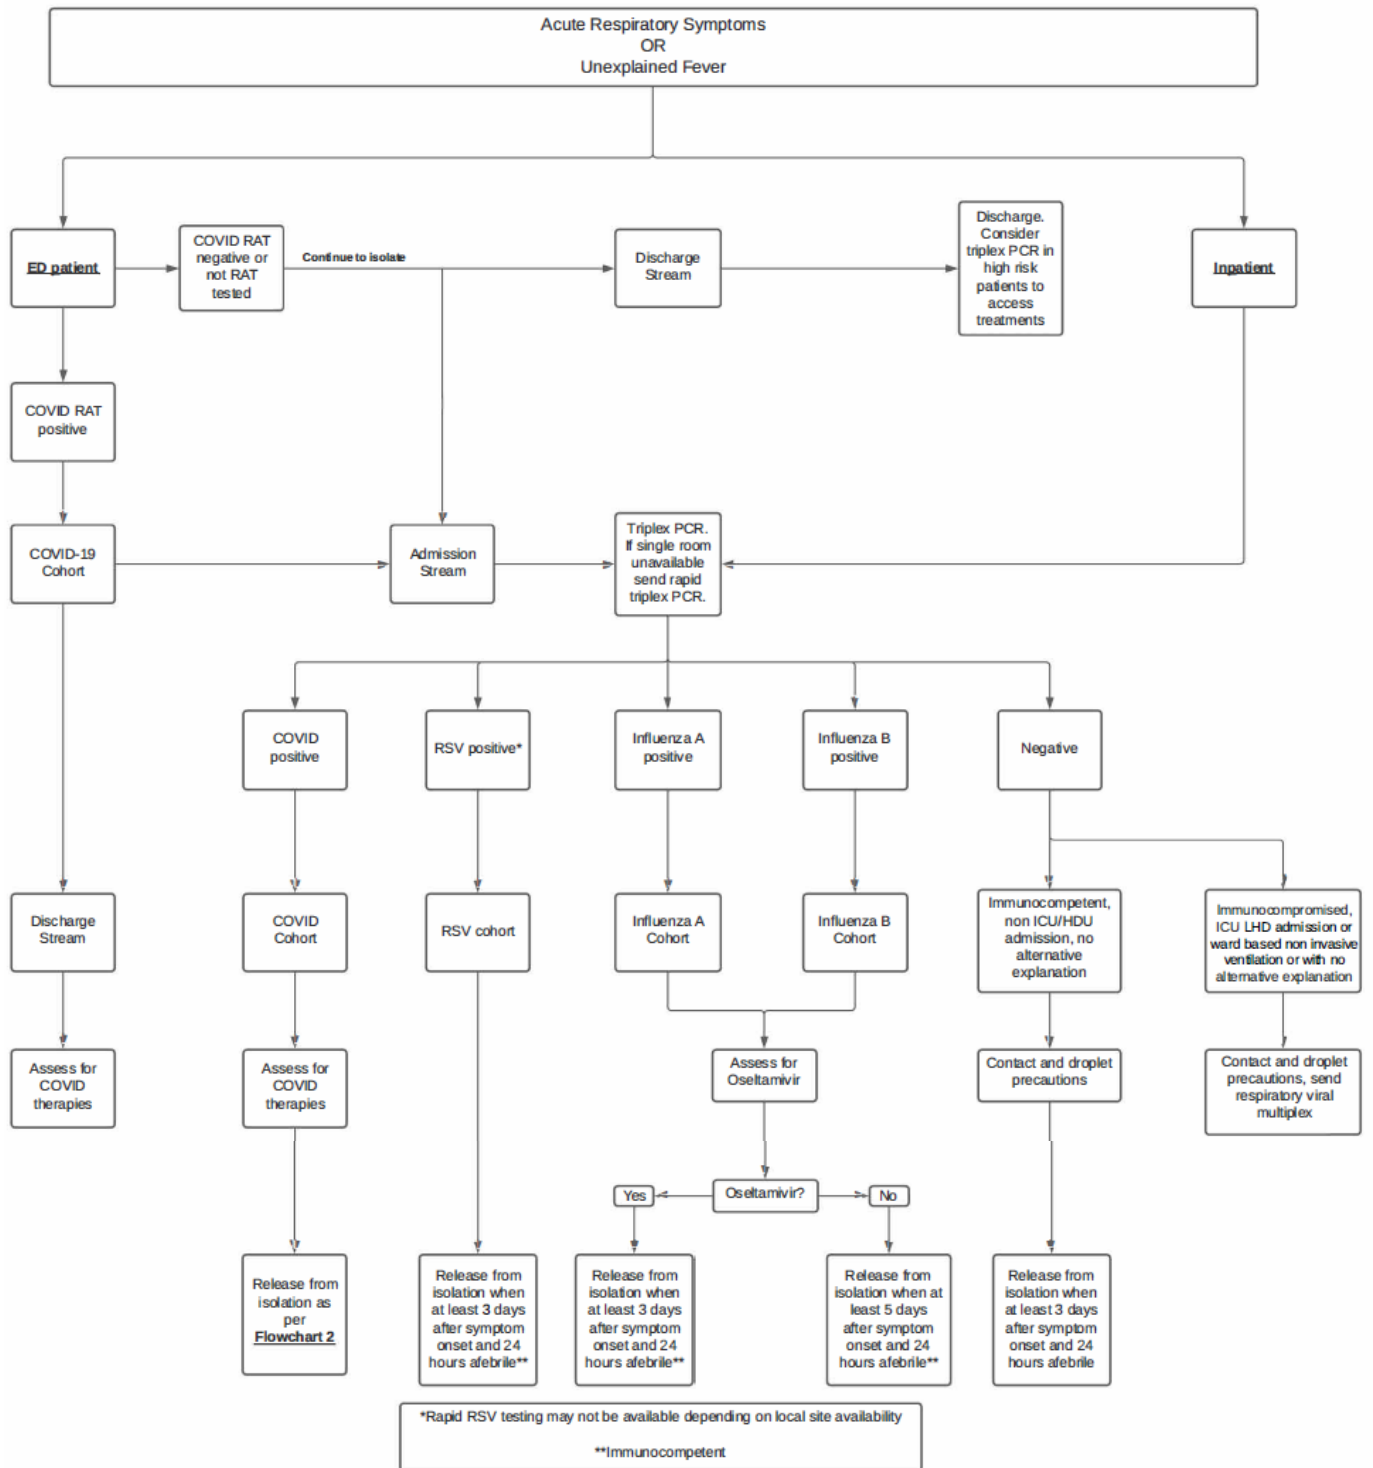 Acute Respiratory Symptoms
OR
Unexplained Fever
ED patient
COVID RAT
negative or
not RAT
tested
Continue to isolate
Discharge
Stream
Discharge.
Consider
triplex PCR in
high risk
patients to
access
treatments
Inpatient
COVID RAT
positive
COVID-19
Cohort
Admission
Stream
Triplex PCR.
If single room
unavailable
send rapid
triplex PCR.
COVID
positive
RSV positive*
Influenza A
positive
Influenza B
positive
Negative
Discharge
Stream
COVID
Cohort
RSV cohort
Influenza A
Cohort
Influenza B
Cohort
Immunocompetent,
non ICU/HDU
admission, no
alternative
explanation
Immunocompromised,
ICU LHD admission or
ward based non invasive
ventilation or with no
alternative explanation
Assess for
COVID
therapies
Assess for
COVID
therapies
Assess for
Oseltamivir
Contact and droplet
precautions
Contact and droplet
precautions, send
respiratory viral
multiplex
Yes
Oseltamivir?
No
Release from
isolation as
per
Flowchart 2
Release from
isolation when
at least 3 days
after symptom
onset and 24
hours afebrile**
Release from
isolation when
at least 3 days
after symptom
onset and 24
hours afebrile**
Release from
isolation when at
least 5 days
after symptom
onset and 24
hours afebrile**
Release from
isolation when
at least 3 days
after symptom
onset and 24
hours afebrile
*Rapid RSV testing may not be available depending on local site availability
**Immunocompetent